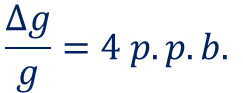 Δg/g = 4 p.p.b.